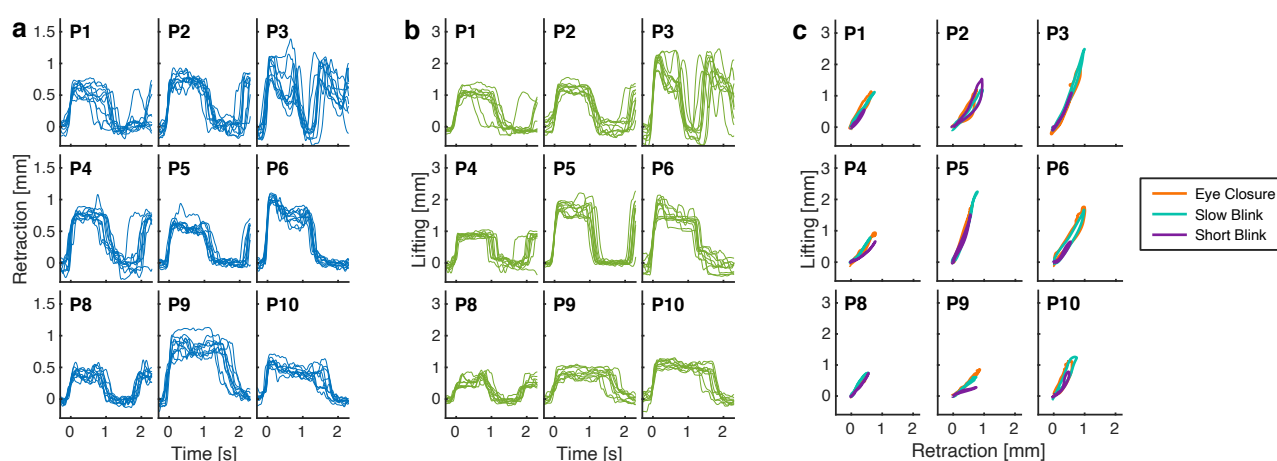 a
Retraction [mm]
P1 P2 P3
1.5
1
0.5
0
P4 P5 P6
1.5
1
0.5
0
P8 P9 P10
1.5
1
0.5
0
0 1 2 0 1 2 0 1 2
Time [s]
b
Lifting [mm]
P1 P2 P3
3
2
1
0
P4 P5 P6
3
2
1
0
P8 P9 P10
3
2
1
0
0 1 2 0 1 2 0 1 2
Time [s]
c
Lifting [mm]
P1 P2 P3
3
2
1
0
P4 P5 P6
3
2
1
0
P8 P9 P10
3
2
1
0
0 1 2 0 1 2 0 1 2
Retraction [mm]
Eye Closure
Slow Blink
Short Blink